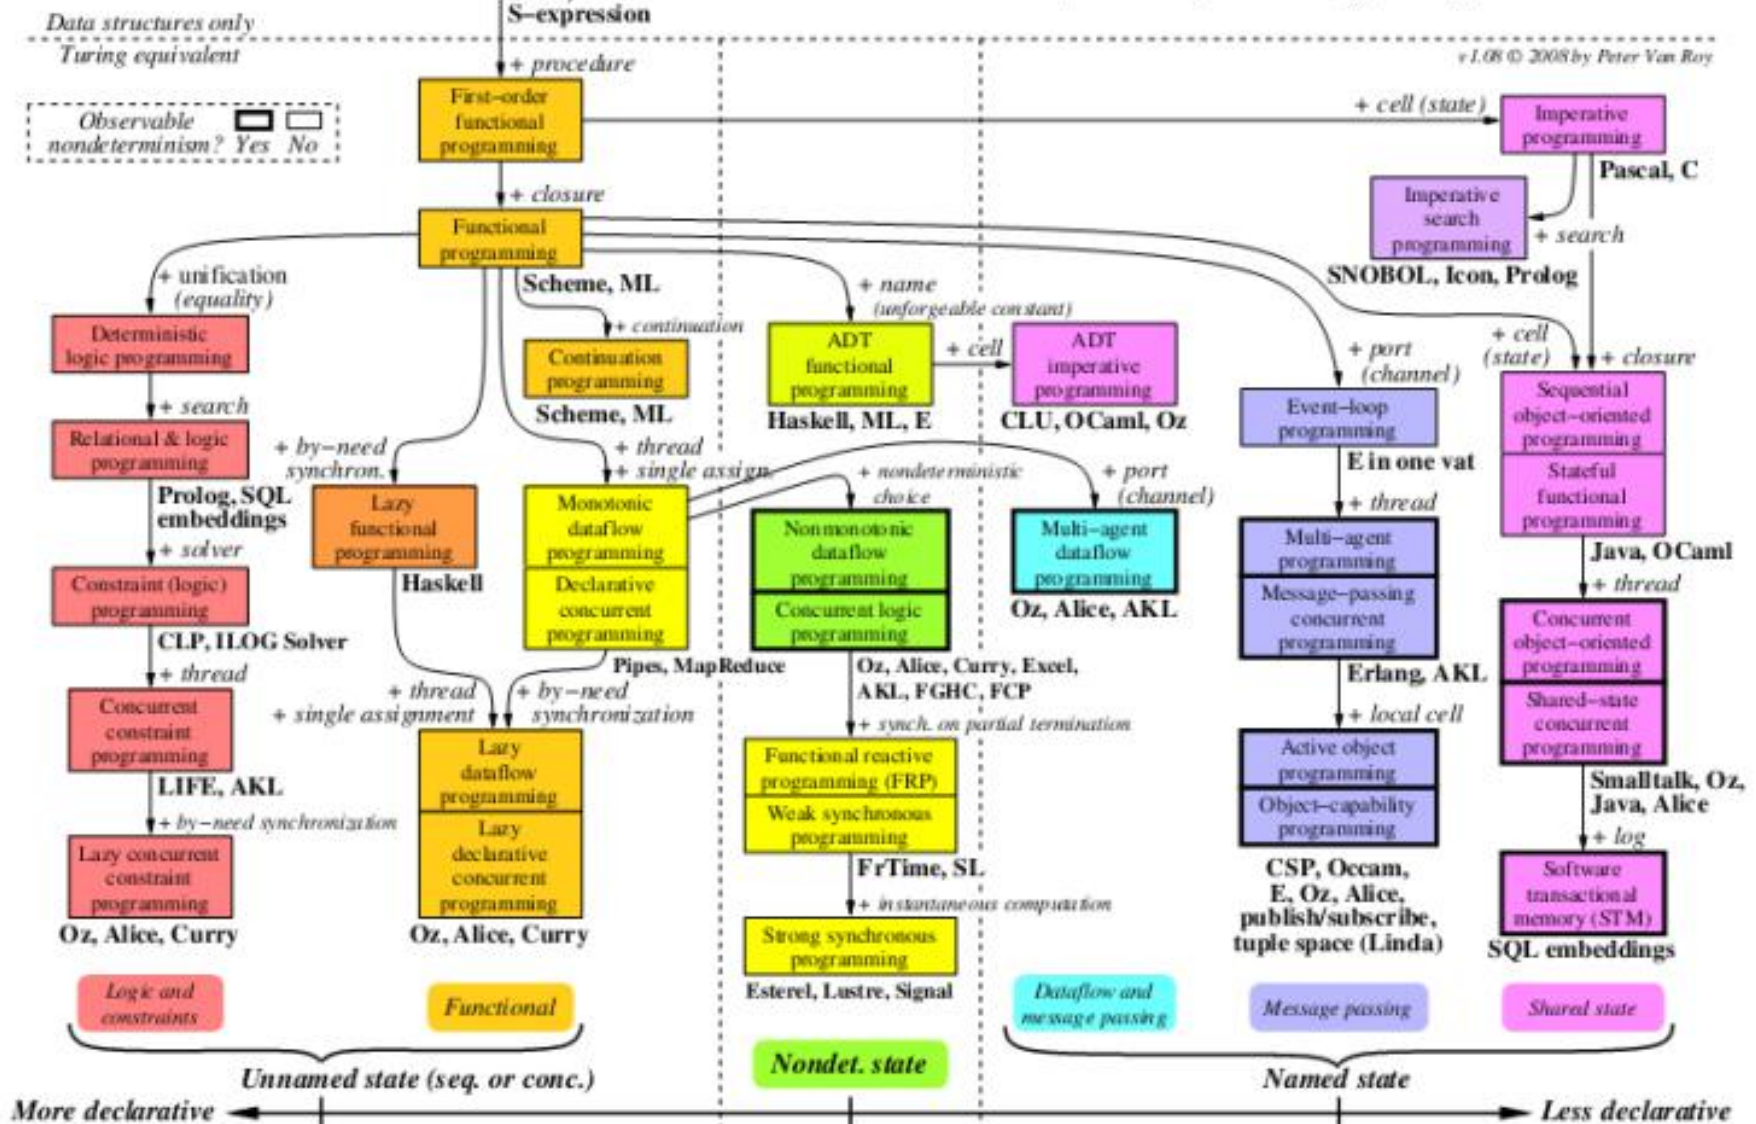 S-expression
Data structures only
Turing equivalent
v1.08 © 2008 by Peter Van Roy
+ procedure
Observable
nondeterminism? Yes No
First-order
functional
programming
+ cell (state)
Imperative
programming
Pascal, C
+ closure
Functional
programming
Scheme, ML
Imperative
search
programming
+ search
SNOBOL, Icon, Prolog
+ unification
(equality)
+ continuation
+ name
(unforgeable constant)
+ port
(channel)
+ cell
(state)
+ closure
Deterministic
logic programming
Continuation
programming
Scheme, ML
ADT
functional
programming
Haskell, ML, E
+ cell
ADT
imperative
programming
CLU, OCaml, Oz
Event-loop
programming
E in one vat
Sequential
object-oriented
programming
Stateful
functional
programming
Java, OCaml
+ search
Relational & logic
programming
Prolog, SQL
embeddings
+ by-need
synchron.
+ thread
+ single assign.
+ nondeterministic
choice
+ port
(channel)
+ thread
Lazy
functional
programming
Haskell
Monotonic
dataflow
programming
Declarative
concurrent
programming
Pipes, MapReduce
Nonmonotonic
dataflow
programming
Concurrent logic
programming
Oz, Alice, Curry, Excel,
AKL, FGHC, FCP
Multi-agent
dataflow
programming
Oz, Alice, AKL
Multi-agent
programming
Message-passing
concurrent
programming
Erlang, AKL
+ thread
Concurrent
object-oriented
programming
Shared-state
concurrent
programming
Smalltalk, Oz,
Java, Alice
+ solver
Constraint (logic)
programming
CLP, ILOG Solver
+ thread
Concurrent
constraint
programming
LIFE, AKL
+ by-need synchronization
Lazy concurrent
constraint
programming
Oz, Alice, Curry
+ thread
+ single assignment
+ by-need
synchronization
Lazy
dataflow
programming
Lazy
declarative
concurrent
programming
Oz, Alice, Curry
+ synch. on partial termination
Functional reactive
programming (FRP)
Weak synchronous
programming
FrTime, SL
+ instantaneous computation
Strong synchronous
programming
Esterel, Lustre, Signal
+ local cell
Active object
programming
Object-capability
programming
CSP, Occam,
E, Oz, Alice,
publish/subscribe,
tuple space (Linda)
+ log
Software
transactional
memory (STM)
SQL embeddings
Logic and
constraints
Functional
Dataflow and
message passing
Message passing
Shared state
Unnamed state (seq. or conc.)
Nondet. state
Named state
More declarative
Less declarative